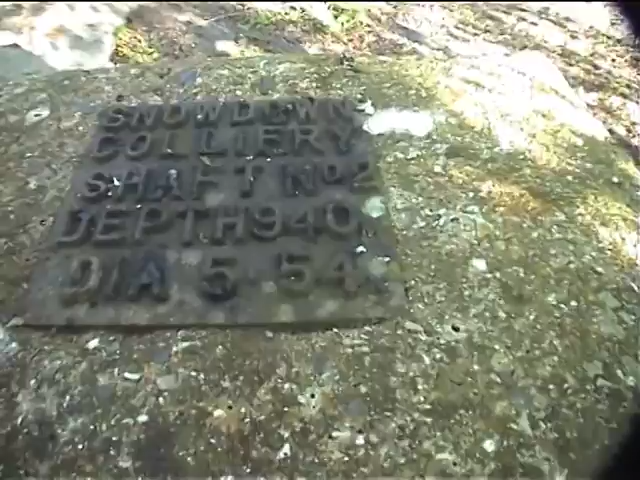 SNOWDOWN
COLLIERY
SHAFT No 2
DEPTH 940 M
DIA 5.54